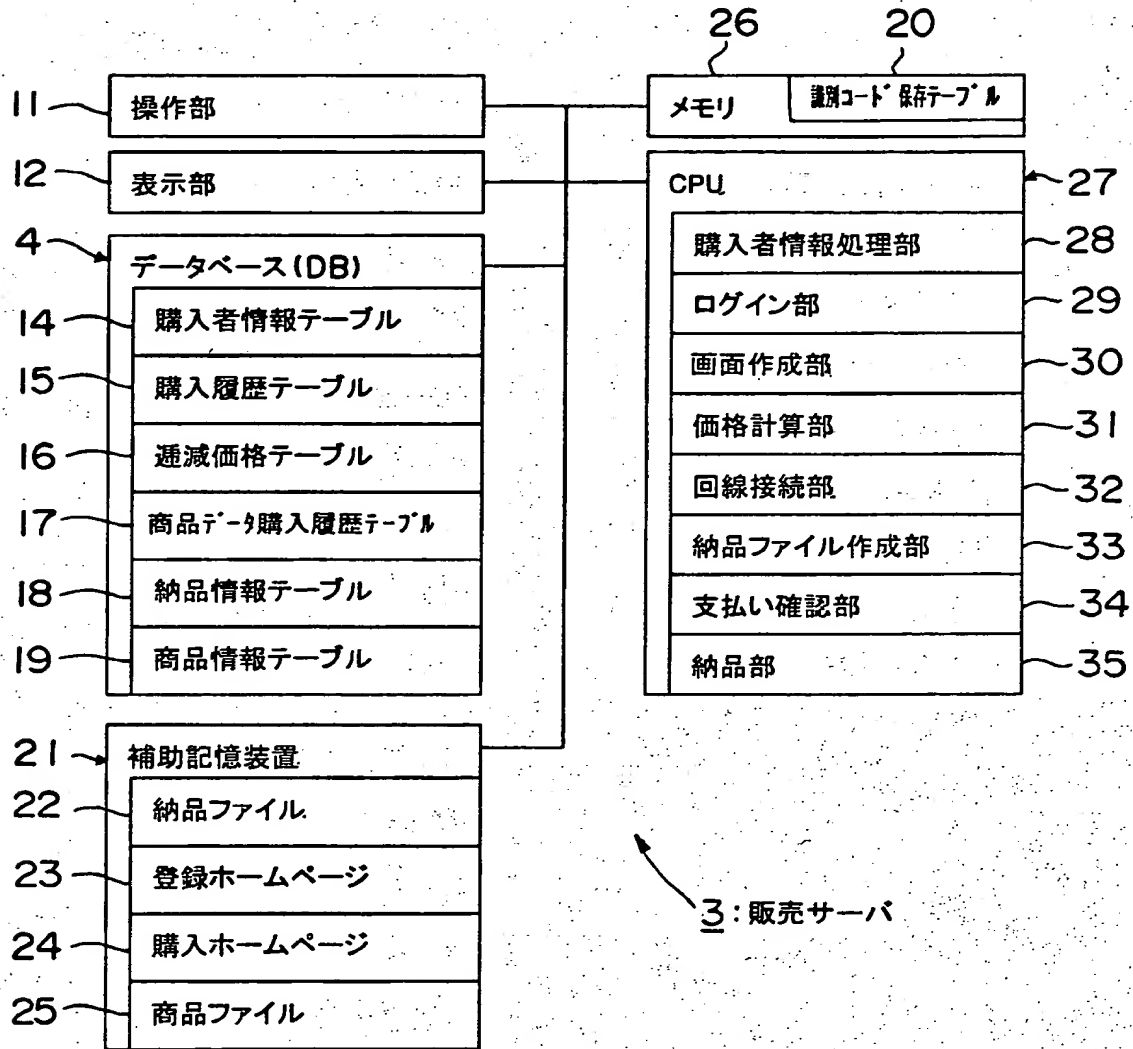 26
20
11
操作部
メモリ
識別コード保存テーブル
12
表示部
CPU
27
4
データベース(DB)
14
購入者情報テーブル
15
購入履歴テーブル
16
逓減価格テーブル
17
商品データ購入履歴テーブル
18
納品情報テーブル
19
商品情報テーブル
購入者情報処理部
28
ログイン部
29
画面作成部
30
価格計算部
31
回線接続部
32
納品ファイル作成部
33
支払い確認部
34
納品部
35
21
補助記憶装置
22
納品ファイル
23
登録ホームページ
24
購入ホームページ
25
商品ファイル
3:販売サーバ